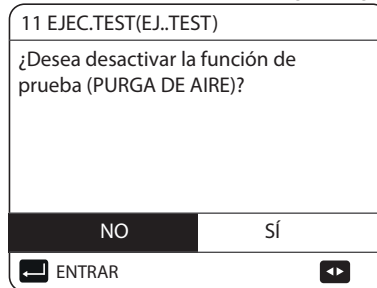 11 EJEC.TEST(EJ..TEST)
¿Desea desactivar la función de
prueba (PURGA DE AIRE)?
NO SÍ
ENTRAR